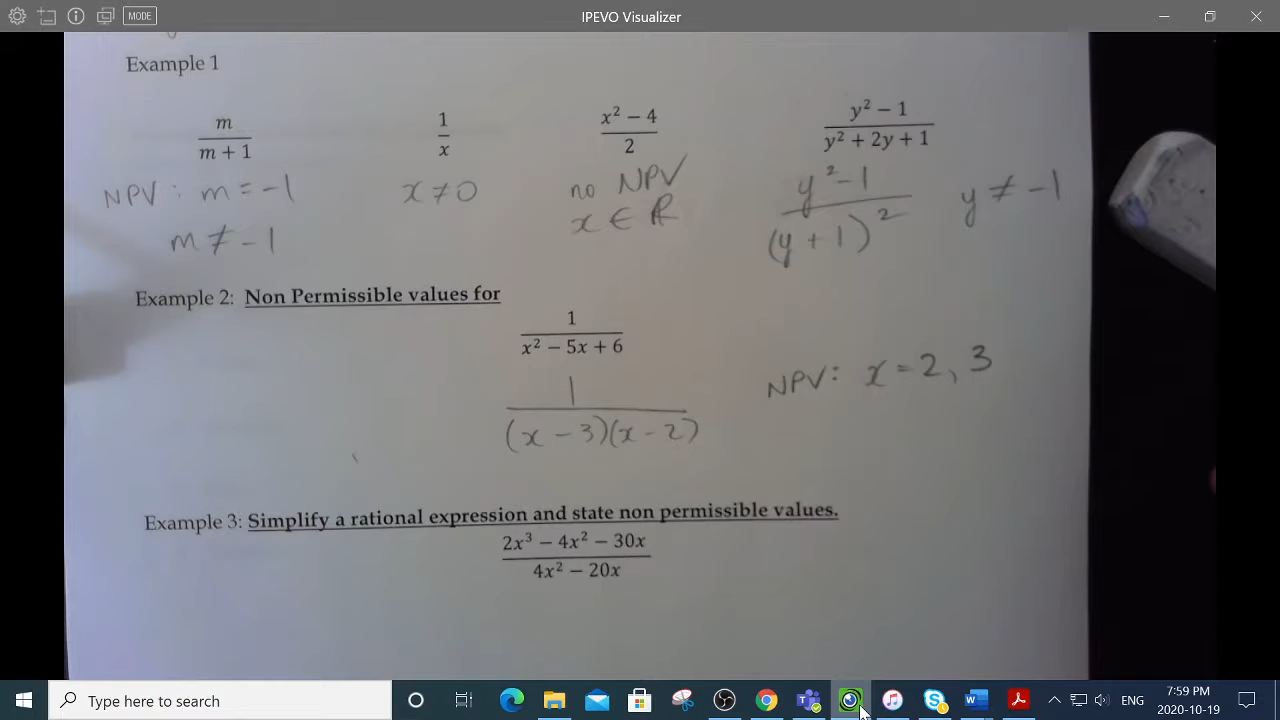 MODE
IPEVO Visualizer
Example 1
m / m + 1
1 / x
x² − 4 / 2
y² − 1 / y² + 2y + 1
NPV: m = -1
m ≠ -1
x ≠ 0
no NPV
x ∈ ℝ
y² -1 / (y + 1)²
y ≠ -1
Example 2: Non Permissible values for
1 / x² − 5x + 6
1 / (x - 3)(x - 2)
NPV: x = 2, 3
Example 3: Simplify a rational expression and state non permissible values.
2x³ − 4x² − 30x / 4x² − 20x
Type here to search
ENG
7:59 PM
2020-10-19